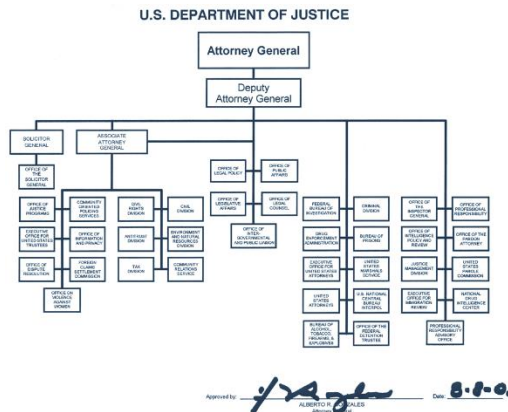 U.S. DEPARTMENT OF JUSTICE
Attorney General
Deputy
Attorney General
SOLICITOR
GENERAL
ASSOCIATE
ATTORNEY
GENERAL
OFFICE OF
THE
SOLICITOR
GENERAL
OFFICE OF
LEGAL POLICY
OFFICE OF
PUBLIC
AFFAIRS
OFFICE OF
LEGISLATIVE
AFFAIRS
OFFICE OF
LEGAL
COUNSEL
OFFICE OF
INTER-
GOVERNMENTAL
AND PUBLIC LIAISON
OFFICE OF
JUSTICE
PROGRAMS
COMMUNITY
ORIENTED
POLICING
SERVICES
CIVIL
RIGHTS
DIVISION
CIVIL
DIVISION
EXECUTIVE
OFFICE FOR
UNITED STATES
TRUSTEES
OFFICE OF
INFORMATION
AND PRIVACY
ANTITRUST
DIVISION
ENVIRONMENT
AND NATURAL
RESOURCES
DIVISION
OFFICE OF
DISPUTE
RESOLUTION
FOREIGN
CLAIMS
SETTLEMENT
COMMISSION
TAX
DIVISION
COMMUNITY
RELATIONS
SERVICE
OFFICE ON
VIOLENCE
AGAINST
WOMEN
FEDERAL
BUREAU OF
INVESTIGATION
CRIMINAL
DIVISION
DRUG
ENFORCEMENT
ADMINISTRATION
BUREAU OF
PRISONS
EXECUTIVE
OFFICE FOR
UNITED STATES
ATTORNEYS
UNITED STATES
MARSHALS
SERVICE
UNITED
STATES
ATTORNEYS
U.S. NATIONAL
CENTRAL
BUREAU
INTERPOL
BUREAU OF
ALCOHOL,
TOBACCO,
FIREARMS &
EXPLOSIVES
OFFICE OF THE
FEDERAL
DETENTION
TRUSTEE
OFFICE OF
THE INSPECTOR
GENERAL
OFFICE OF
PROFESSIONAL
RESPONSIBILITY
OFFICE OF
INTELLIGENCE
POLICY AND
REVIEW
OFFICE OF THE
PARDON
ATTORNEY
JUSTICE
MANAGEMENT
DIVISION
UNITED
STATES
PAROLE
COMMISSION
EXECUTIVE
OFFICE FOR
IMMIGRATION
REVIEW
NATIONAL
DRUG
INTELLIGENCE
CENTER
PROFESSIONAL
RESPONSIBILITY
ADVISORY
OFFICE
Approved by:
Date:
ALBERTO R. GONZALES